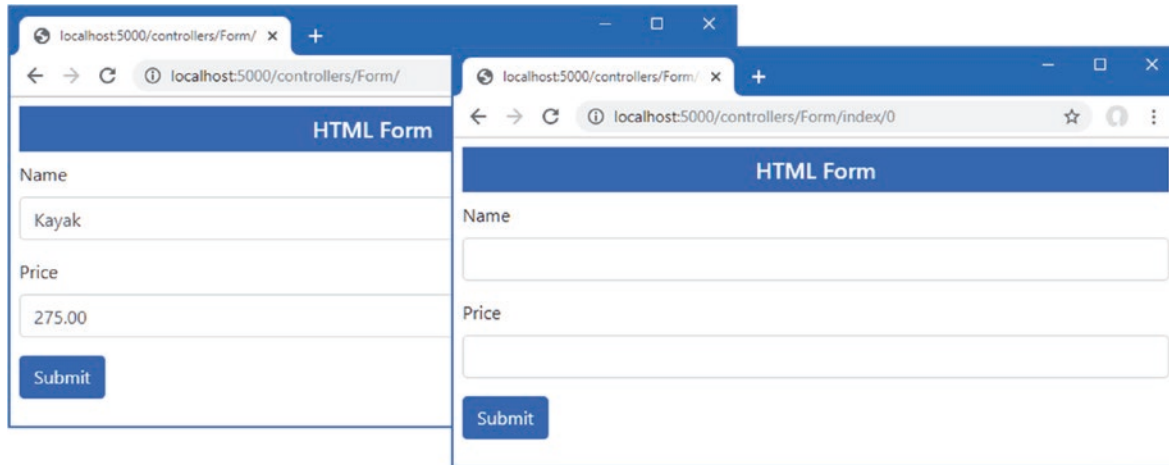 localhost:5000/controllers/Form/
localhost:5000/controllers/Form/
HTML Form
Name
Kayak
Price
275.00
Submit
localhost:5000/controllers/Form/
localhost:5000/controllers/Form/index/0
HTML Form
Name
Price
Submit